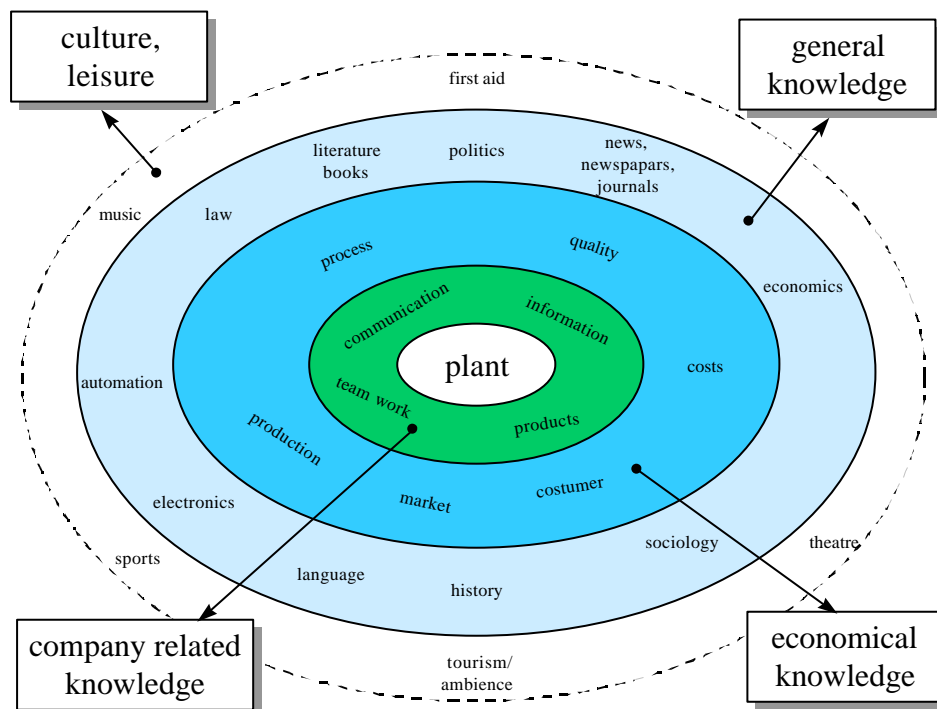 culture,
leisure
general
knowledge
first aid
literature
books
politics
news,
newspapars,
journals
music
law
process
quality
economics
communication
information
plant
costs
automation
team work
products
production
market
costumer
electronics
sociology
theatre
sports
language
history
company related
knowledge
tourism/
ambience
economical
knowledge